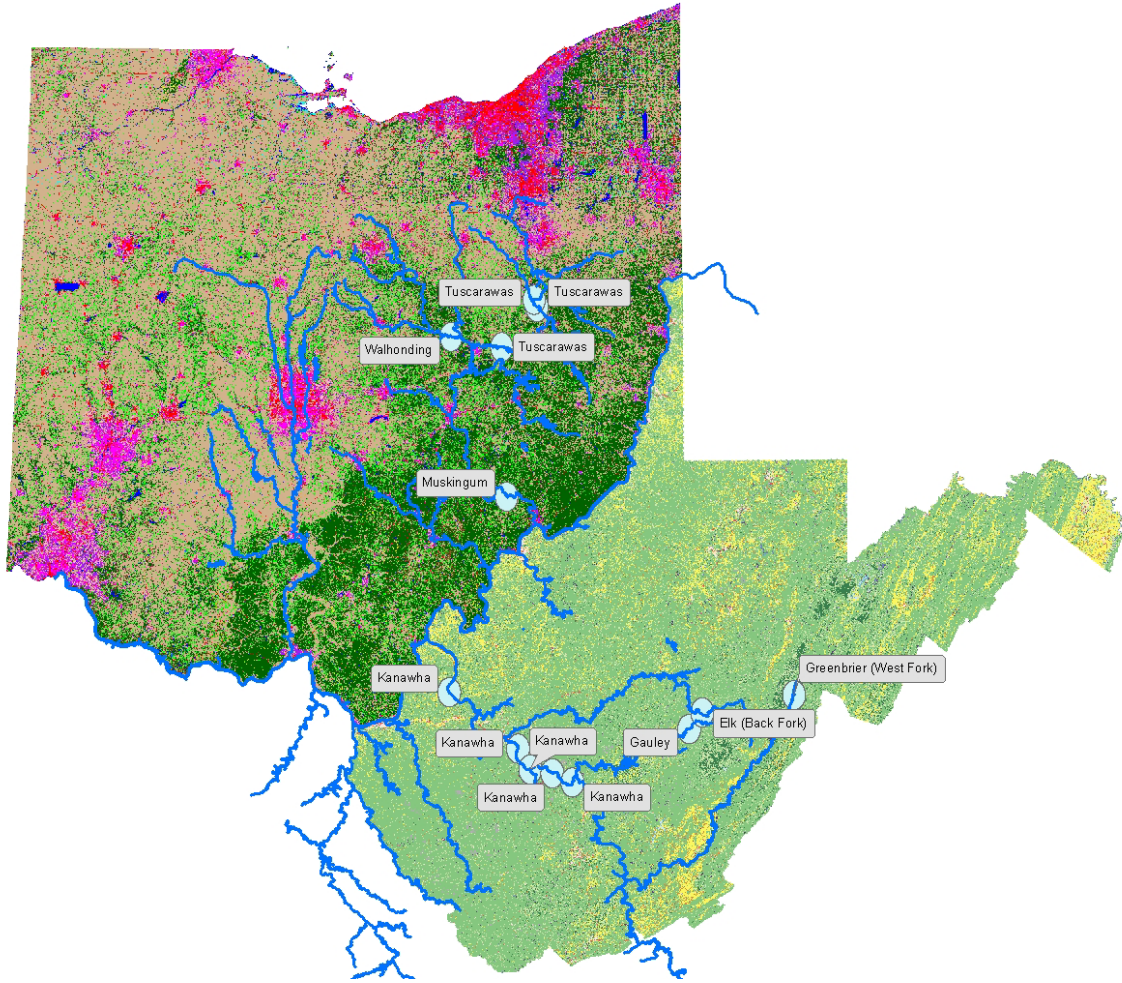 Tuscarawas
Tuscarawas
Walhonding
Tuscarawas
Muskingum
Greenbrier (West Fork)
Kanawha
Elk (Back Fork)
Kanawha
Kanawha
Gauley
Kanawha
Kanawha